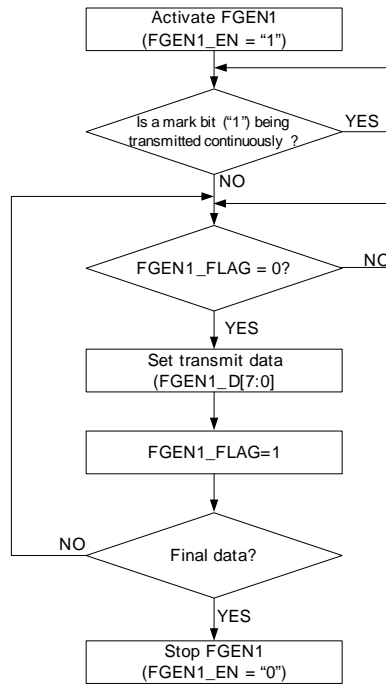 Activate FGEN1
(FGEN1_EN = “1”)
Is a mark bit (“1”) being
transmitted continuously ?
YES
NO
FGEN1_FLAG = 0?
NO
YES
Set transmit data
(FGEN1_D[7:0]
FGEN1_FLAG=1
Final data?
NO
YES
Stop FGEN1
(FGEN1_EN = “0”)